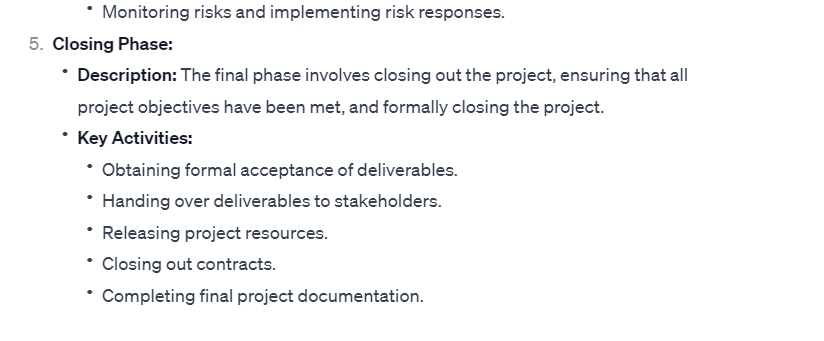 • Monitoring risks and implementing risk responses.
5. Closing Phase:
• Description: The final phase involves closing out the project, ensuring that all
project objectives have been met, and formally closing the project.
• Key Activities:
• Obtaining formal acceptance of deliverables.
• Handing over deliverables to stakeholders.
• Releasing project resources.
• Closing out contracts.
• Completing final project documentation.